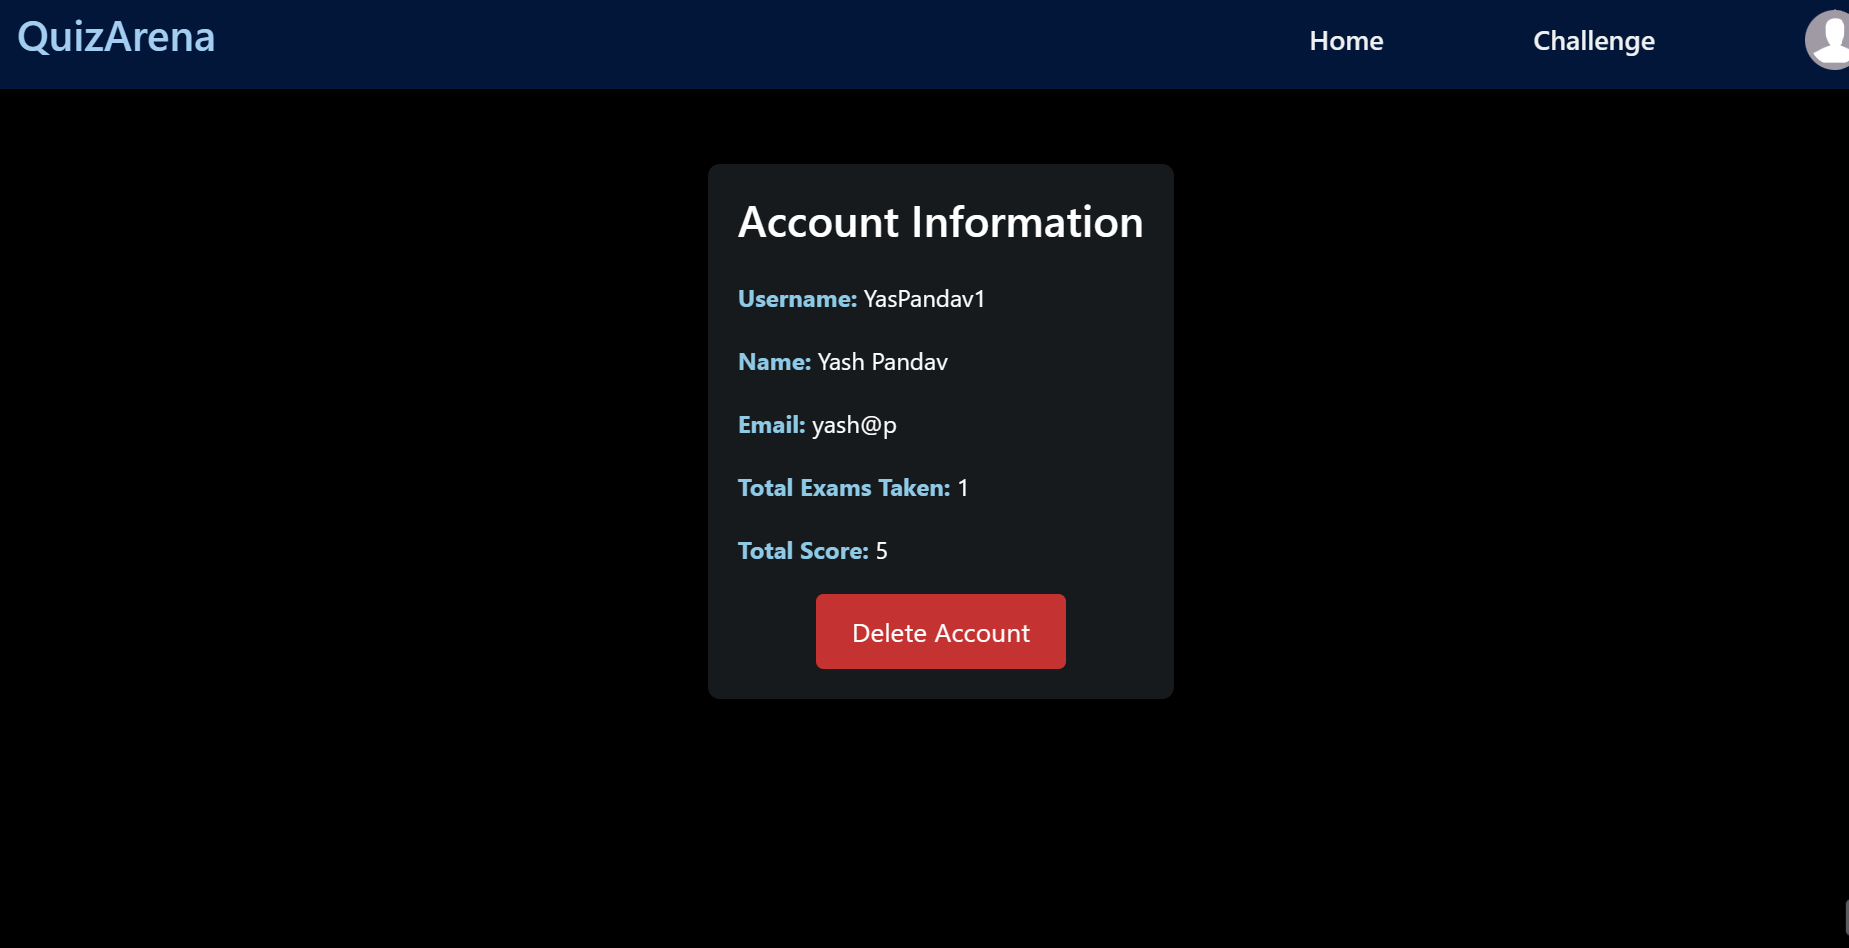 QuizArena
Home
Challenge
Account Information
Username: YasPandav1
Name: Yash Pandav
Email: yash@p
Total Exams Taken: 1
Total Score: 5
Delete Account